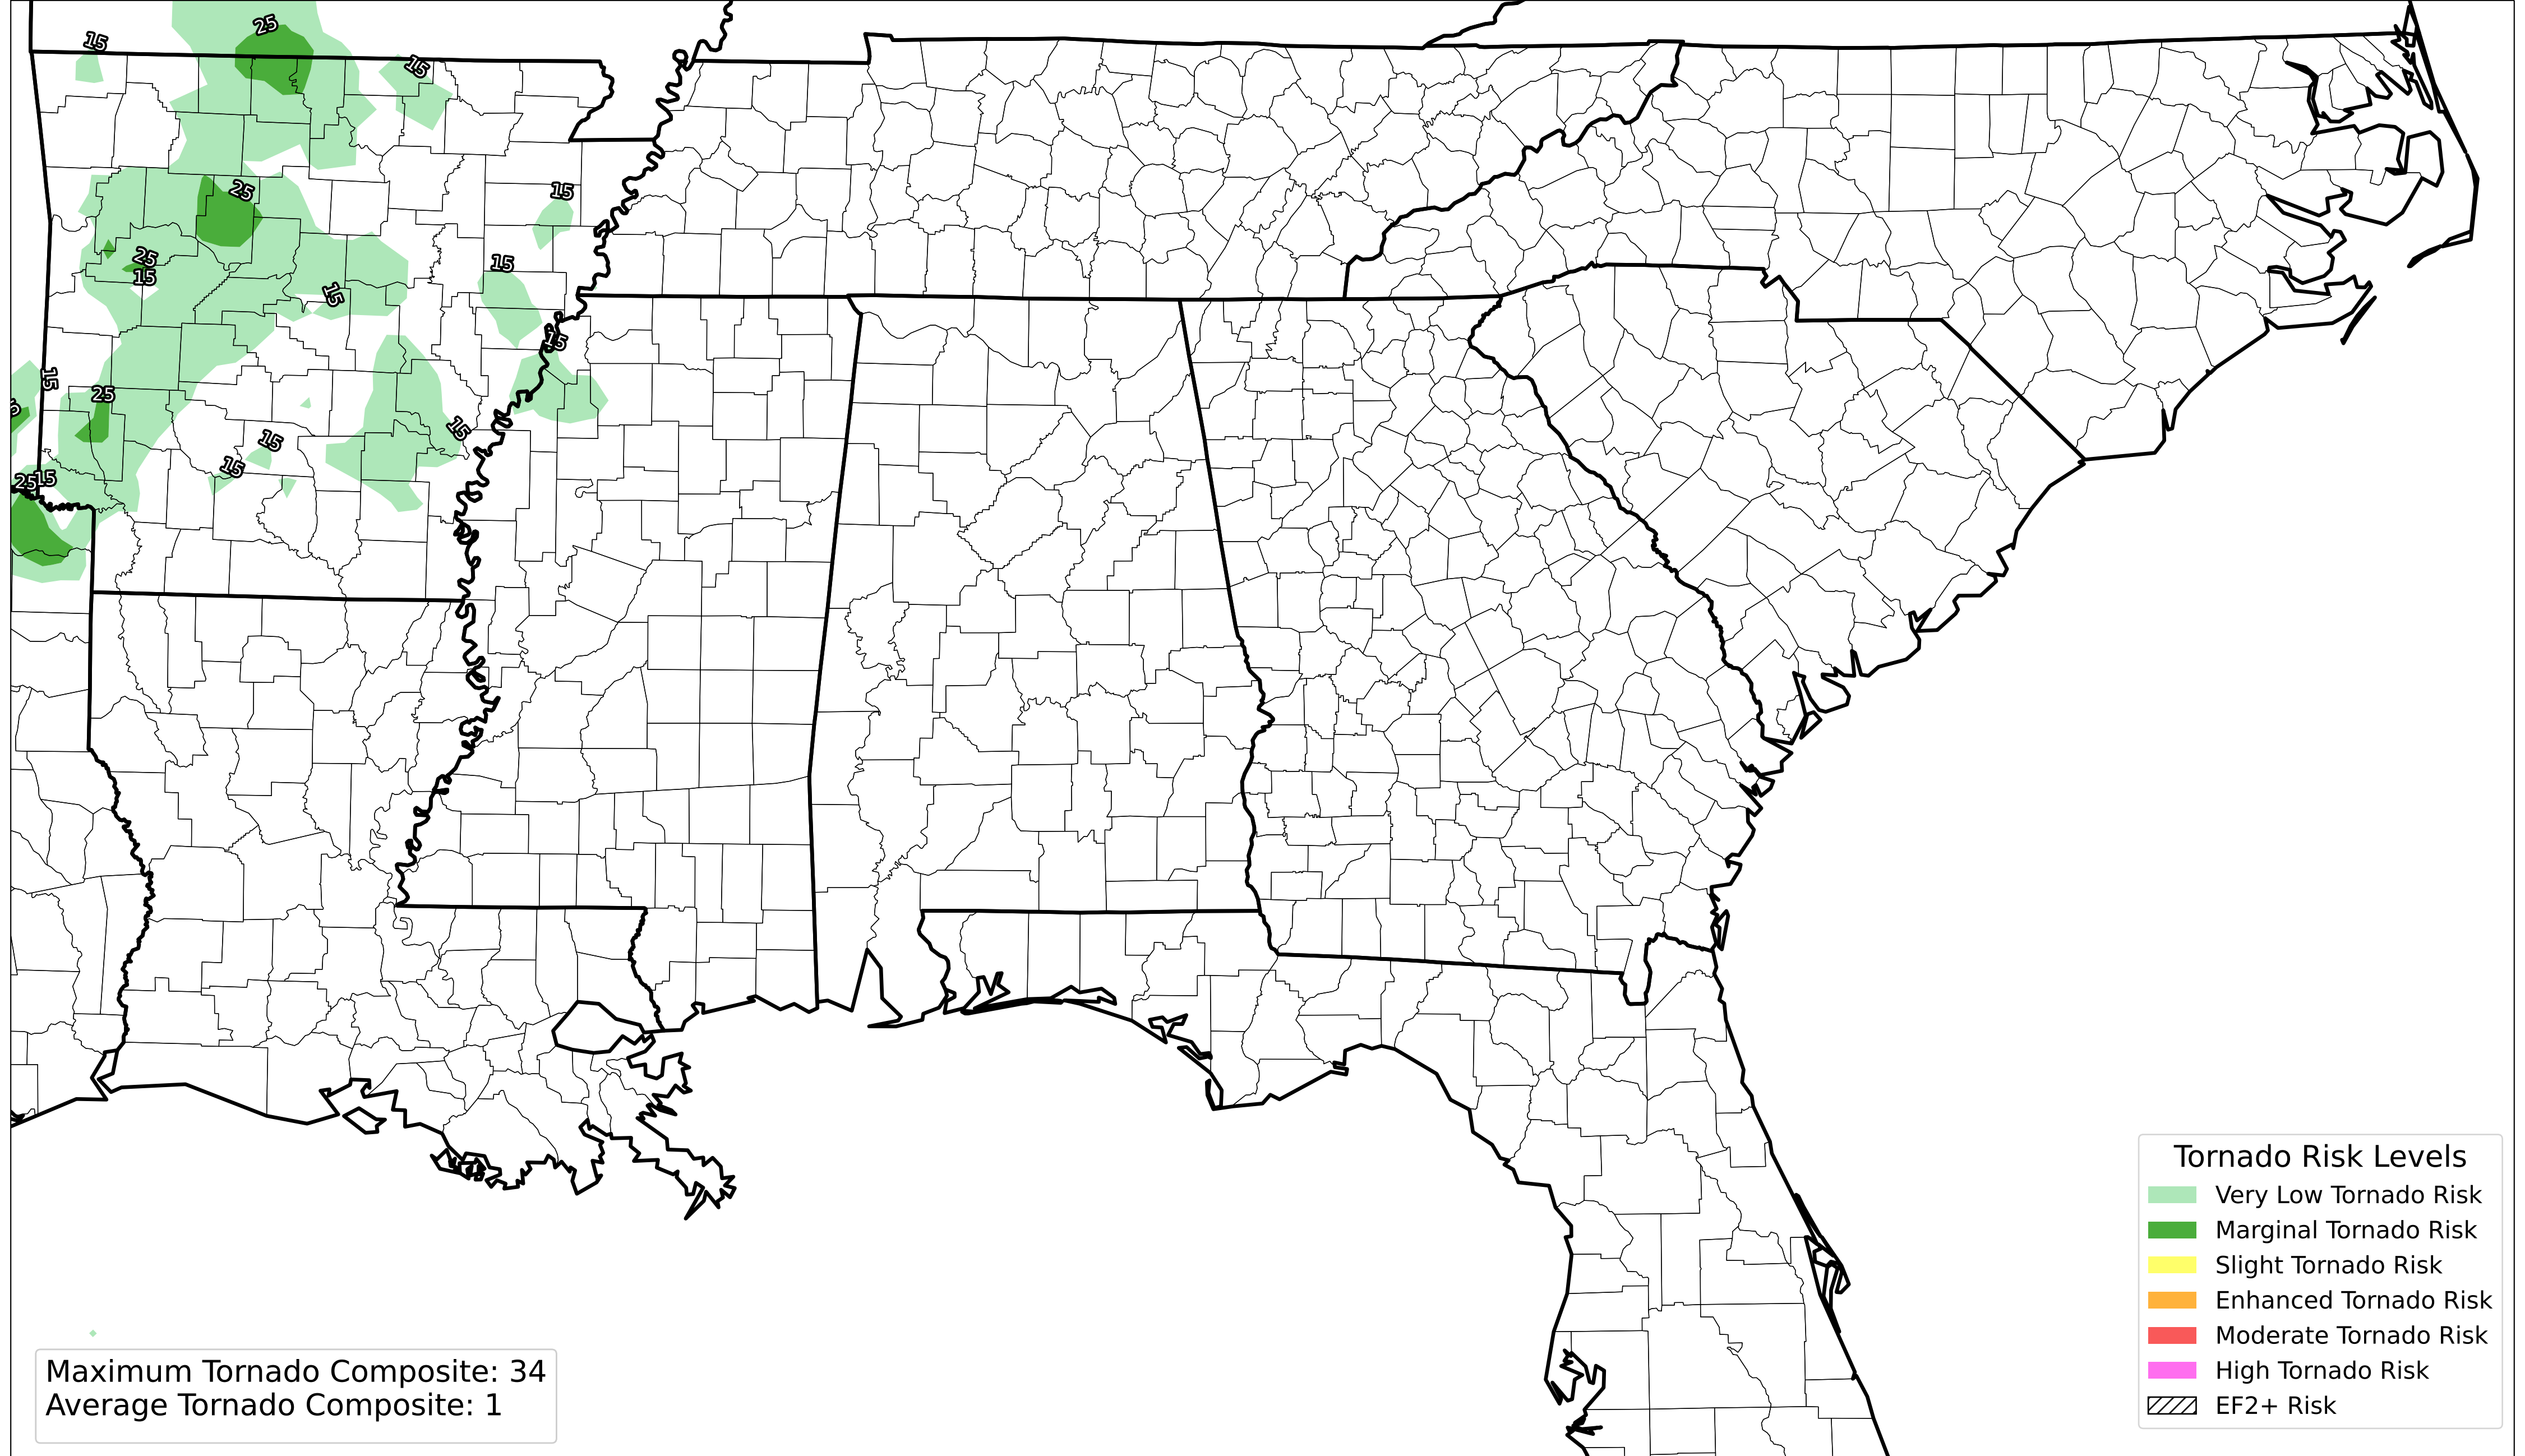 25
15
15
25
15
25
15
15
15
15
15
25
15
15
15
25
15
Tornado Risk Levels
Very Low Tornado Risk
Marginal Tornado Risk
Slight Tornado Risk
Enhanced Tornado Risk
Moderate Tornado Risk
High Tornado Risk
EF2+ Risk
Maximum Tornado Composite: 34
Average Tornado Composite: 1